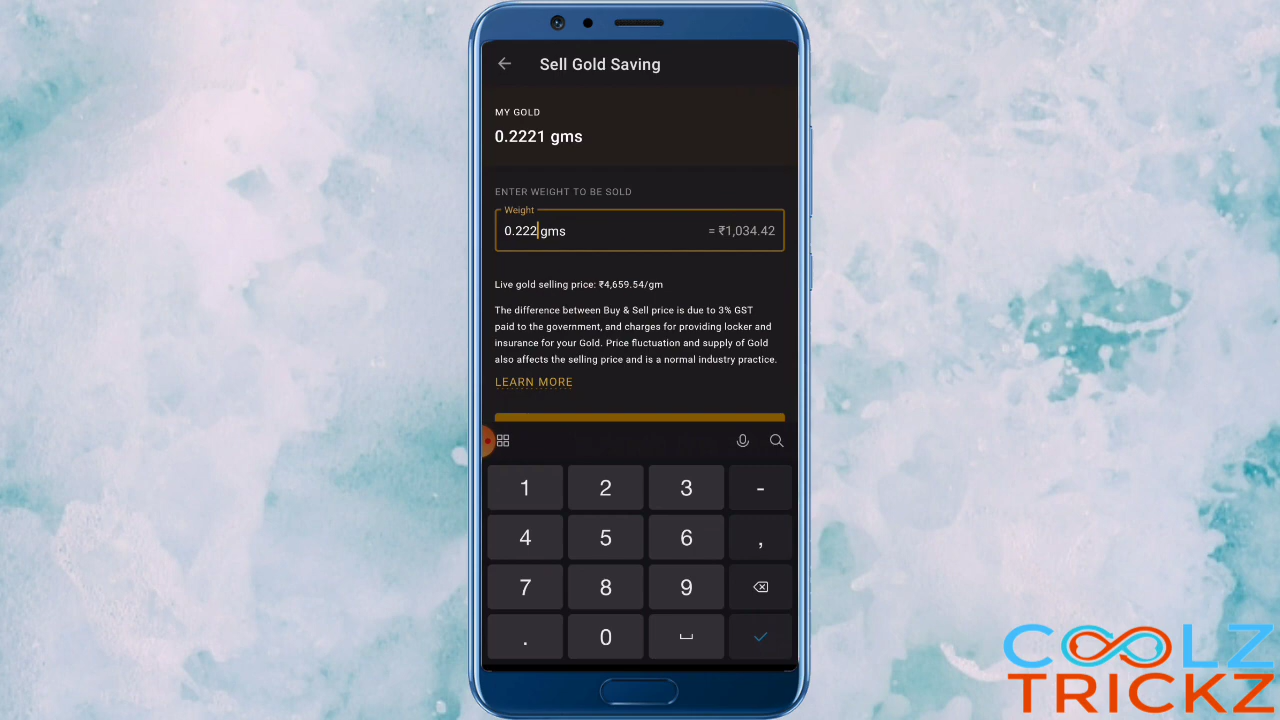 Sell Gold Saving
MY GOLD
0.2221 gms
ENTER WEIGHT TO BE SOLD
Weight
0.222 gms = ₹1,034.42
Live gold selling price: ₹4,659.54/gm
The difference between Buy & Sell price is due to 3% GST
paid to the government, and charges for providing locker and
insurance for your Gold. Price fluctuation and supply of Gold
also affects the selling price and is a normal industry practice.
LEARN MORE
1 2 3 -
4 5 6 ,
7 8 9
. 0
COOLZ
TRICKZ